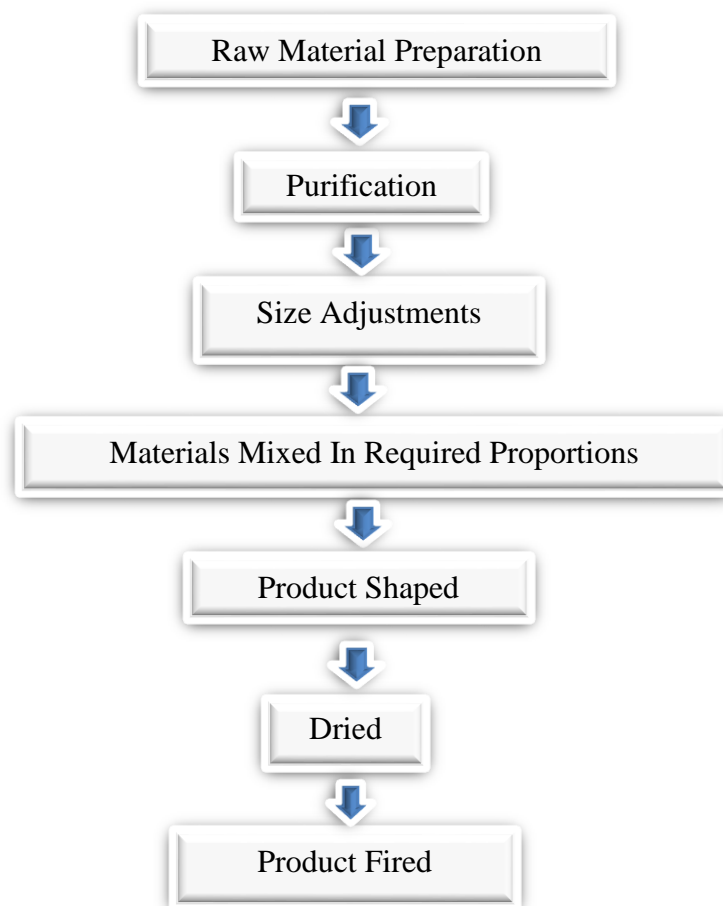 Raw Material Preparation
Purification
Size Adjustments
Materials Mixed In Required Proportions
Product Shaped
Dried
Product Fired